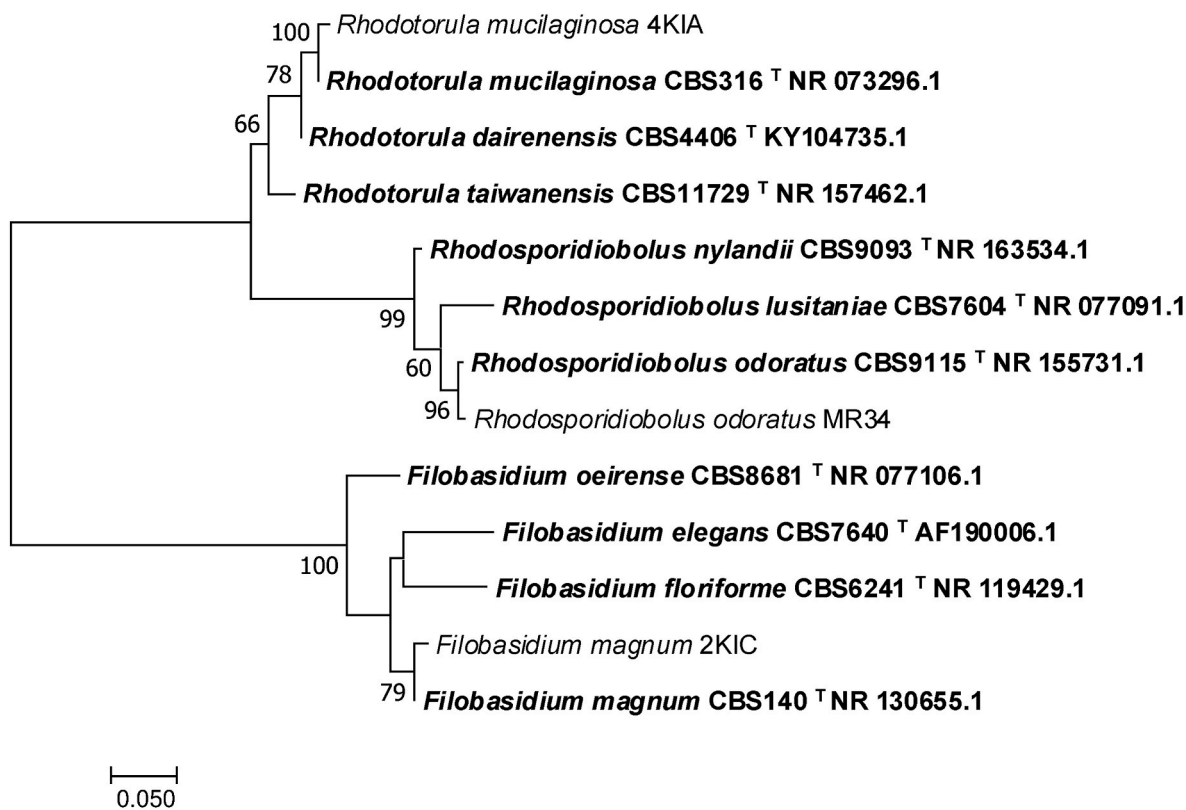 Rhodotorula mucilaginosa 4KIA
100
78
Rhodotorula mucilaginosa CBS316 T NR 073296.1
66
Rhodotorula dairenensis CBS4406 T KY104735.1
Rhodotorula taiwanensis CBS11729 T NR 157462.1
Rhodosporidiobolus nylandii CBS9093 T NR 163534.1
Rhodosporidiobolus lusitaniae CBS7604 T NR 077091.1
99
60
Rhodosporidiobolus odoratus CBS9115 T NR 155731.1
96
Rhodosporidiobolus odoratus MR34
Filobasidium oeirense CBS8681 T NR 077106.1
Filobasidium elegans CBS7640 T AF190006.1
100
Filobasidium floriforme CBS6241 T NR 119429.1
Filobasidium magnum 2KIC
79
Filobasidium magnum CBS140 T NR 130655.1
0.050